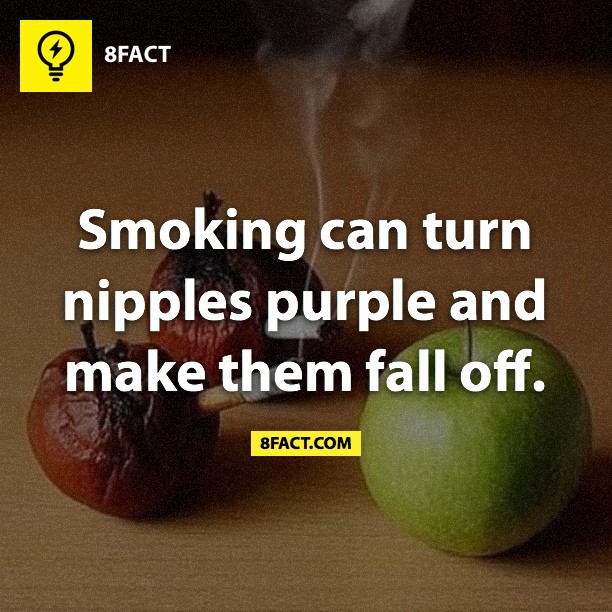 8FACT
Smoking can turn
nipples purple and
make them fall off.
8FACT.COM